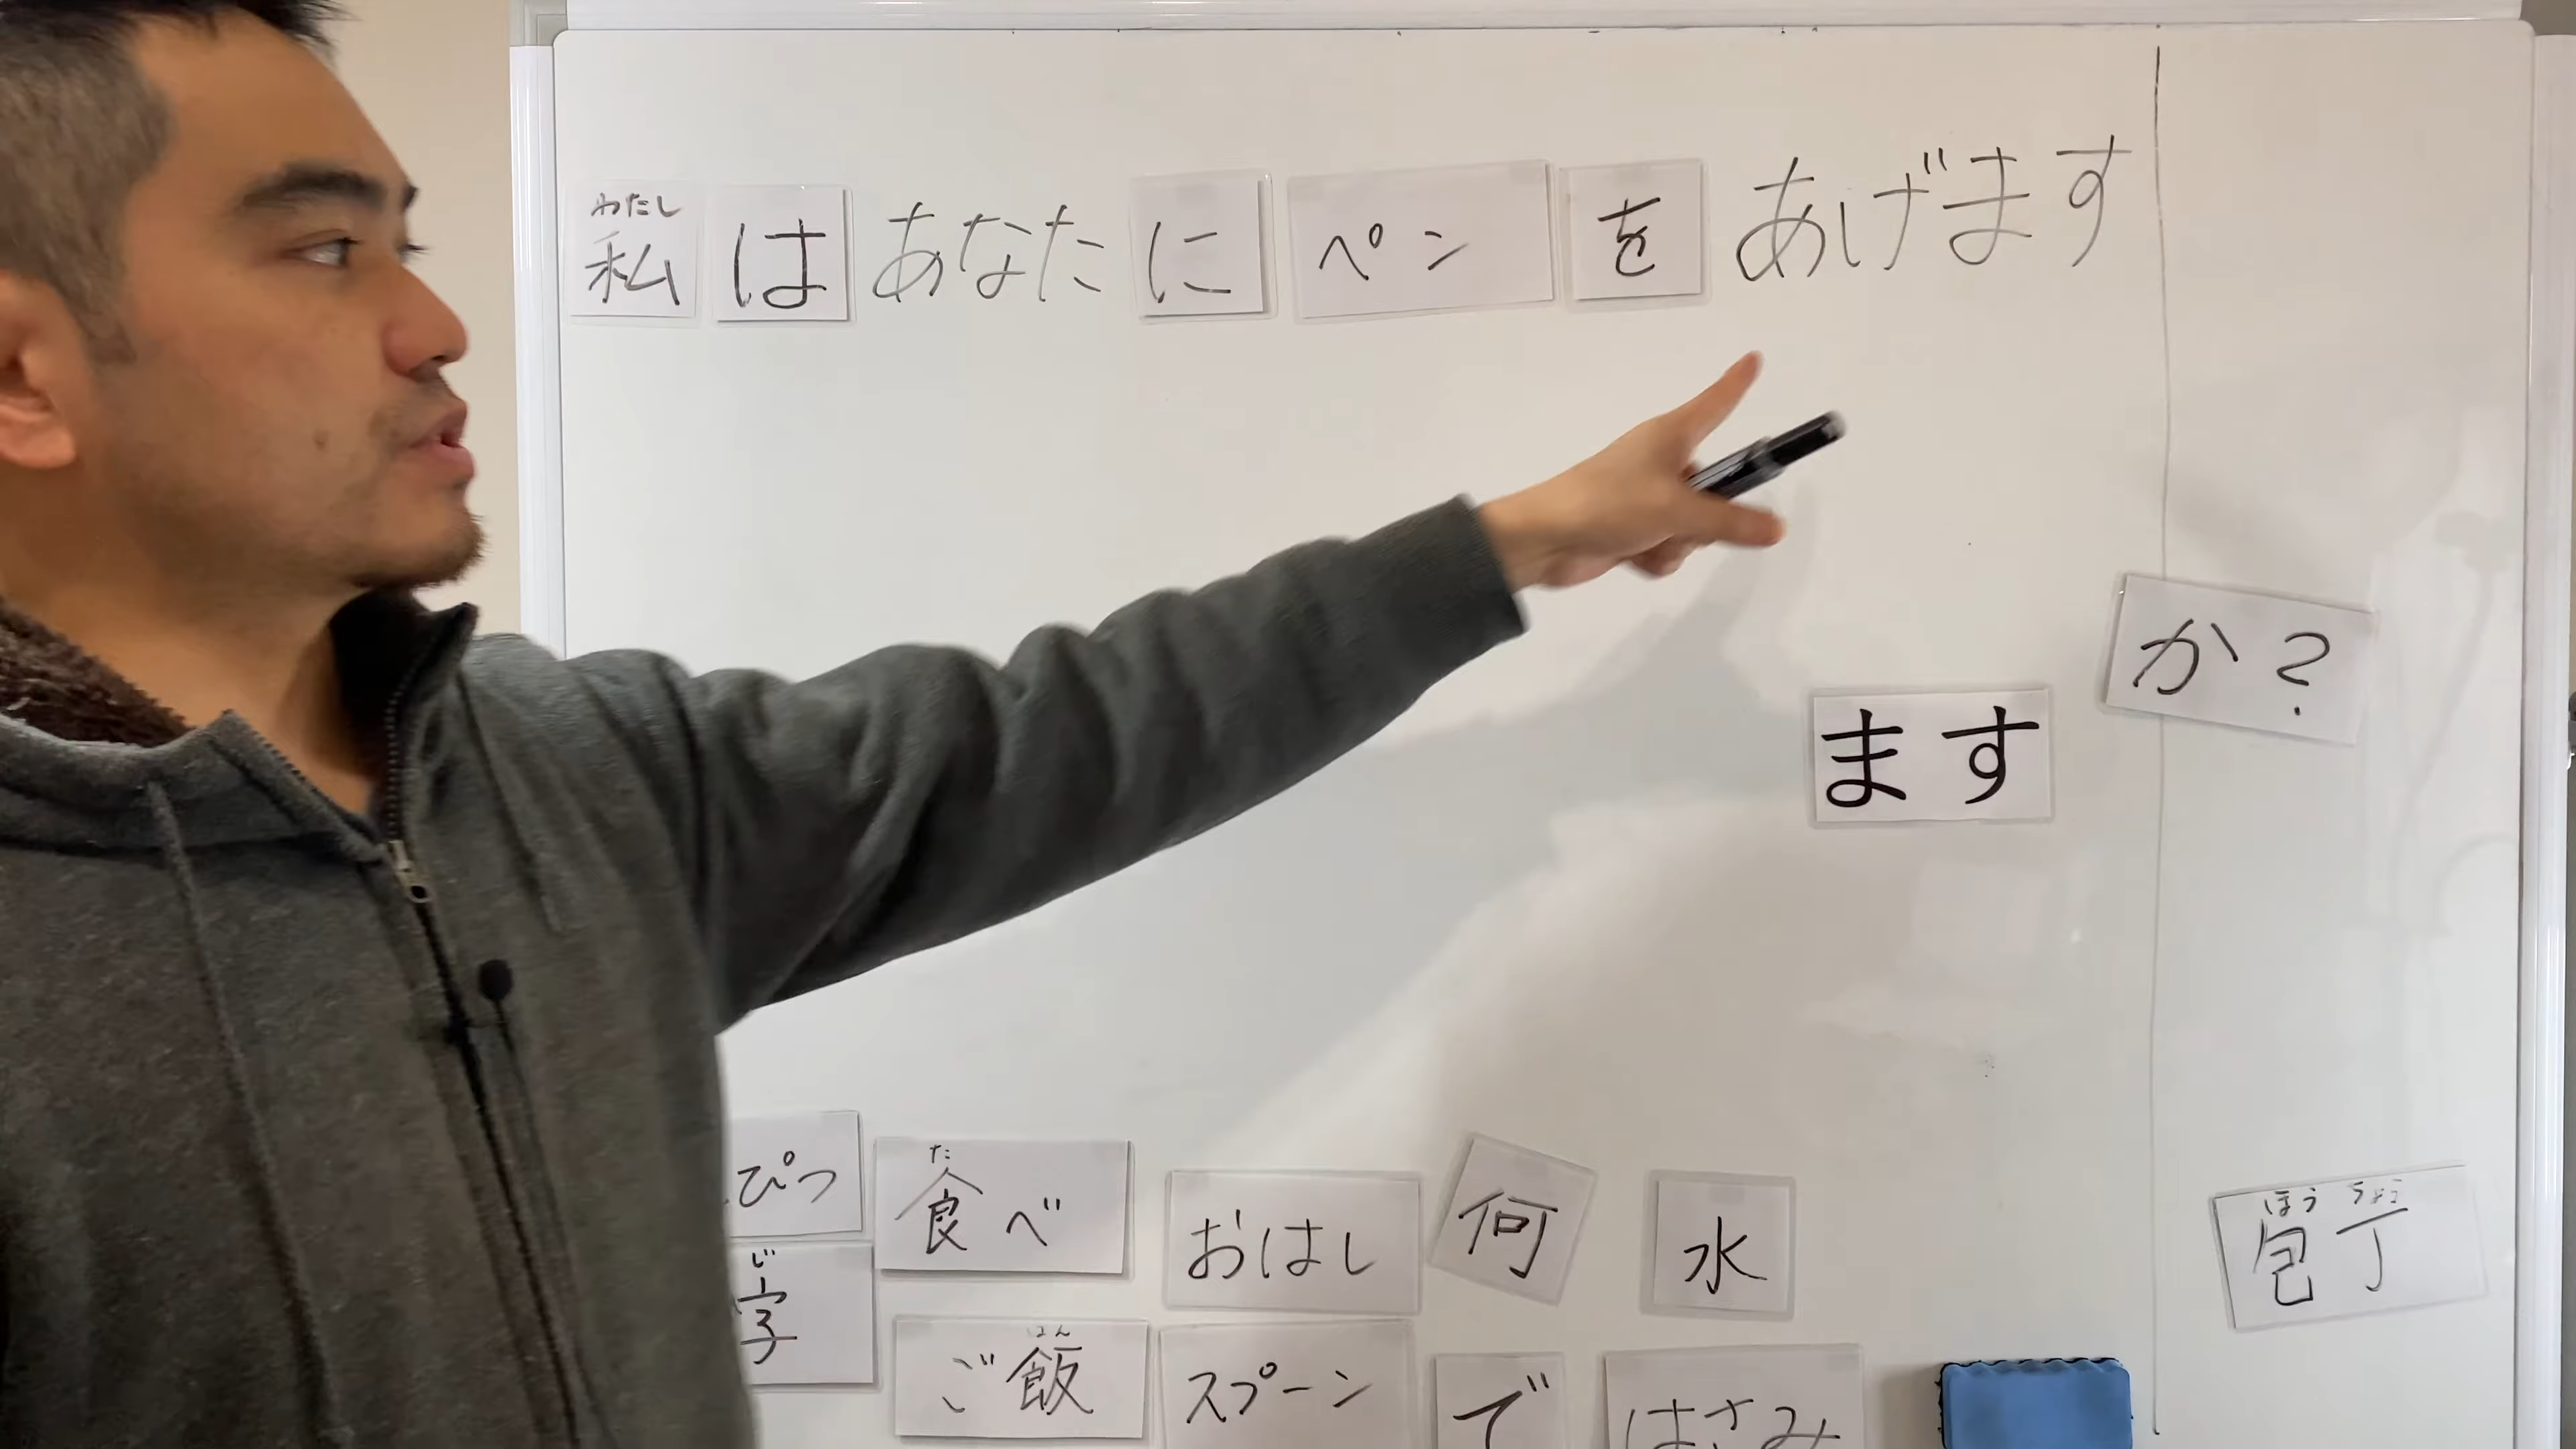 わたし
私 は あなた に ペン を あげます
か？
ます
ぴつ
た
食べ
おはし
何
水
ほう ちょう
包丁
じ
字
はん
ご飯
スプーン
で
はさみ